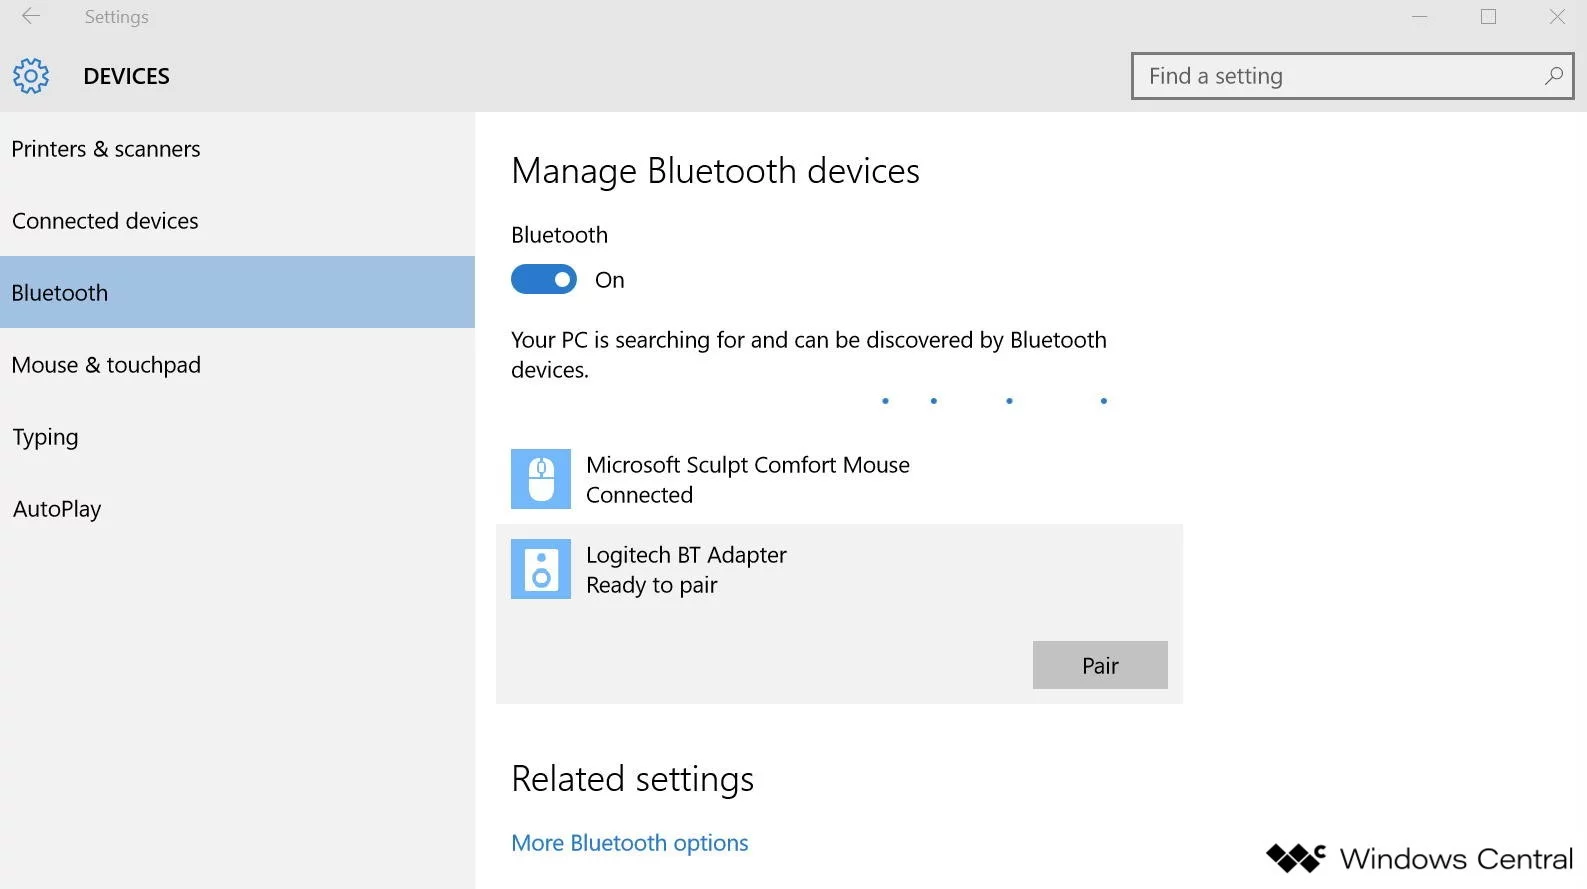 Settings
DEVICES
Find a setting
Printers & scanners
Connected devices
Bluetooth
Mouse & touchpad
Typing
AutoPlay
Manage Bluetooth devices
Bluetooth
On
Your PC is searching for and can be discovered by Bluetooth
devices.
Microsoft Sculpt Comfort Mouse
Connected
Logitech BT Adapter
Ready to pair
Pair
Related settings
More Bluetooth options
Windows Central